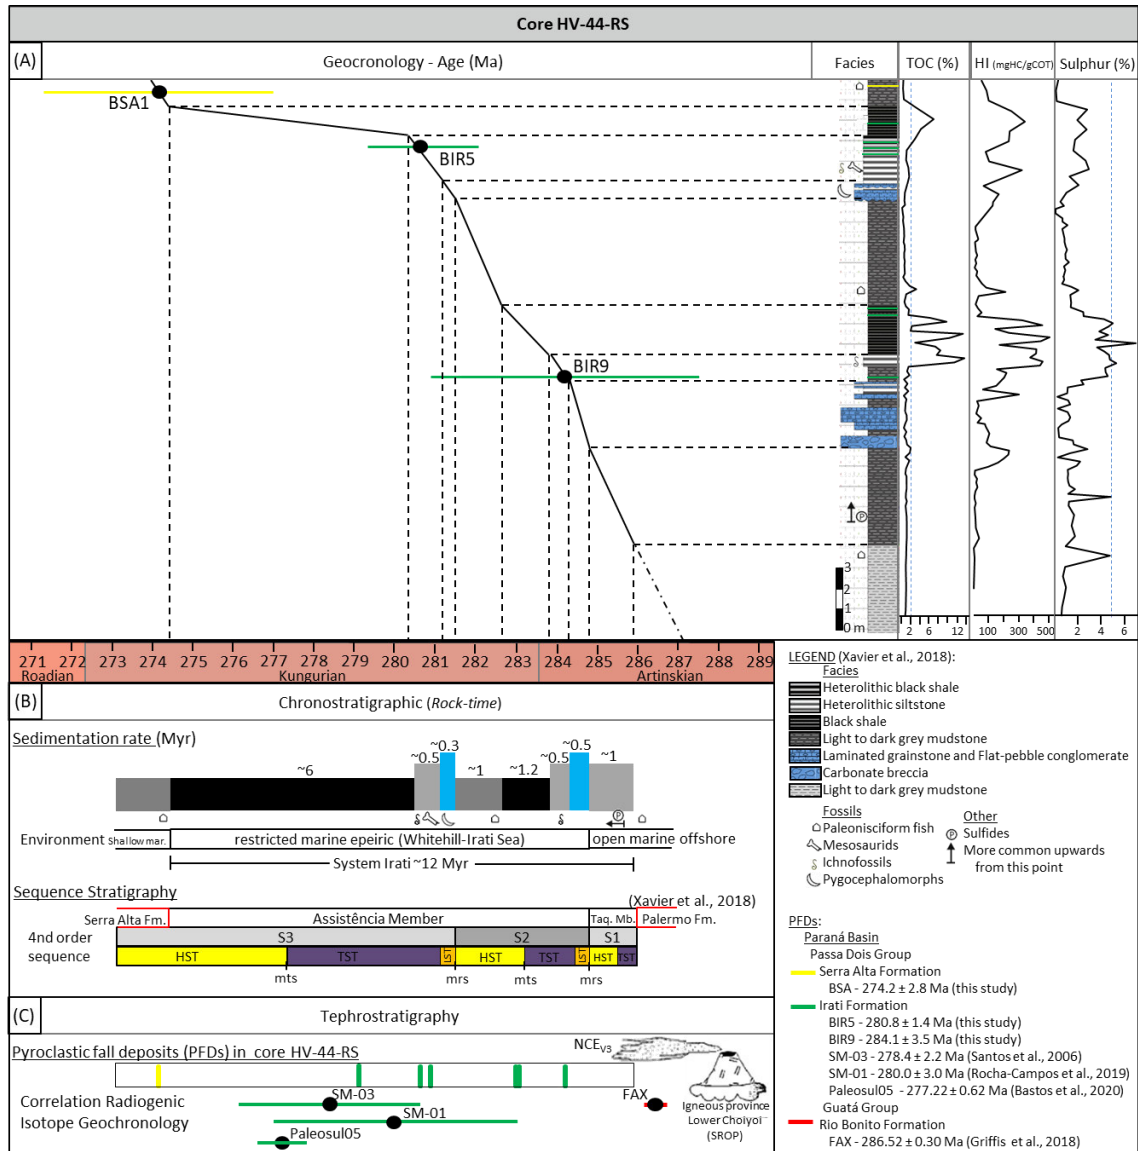 Core HV-44-RS
(A)
Geocronology - Age (Ma)
Facies
TOC (%)
HI (mgHC/gCOT)
Sulphur (%)
BSA1
BIR5
BIR9
P
3
2
1
0 m
2 6 12
100 300 500
2 4 6
271 272 273 274 275 276 277 278 279 280 281 282 283 284 285 286 287 288 289
Roadian Kungurian Artinskian
(B)
Chronostratigraphic (Rock-time)
Sedimentation rate (Myr)
~6 ~0.5 ~0.3 ~1 ~1.2 ~0.5 ~0.5 ~1
P
Environment shallow mar. restricted marine epeiric (Whitehill-Irati Sea) open marine offshore
System Irati ~12 Myr
Sequence Stratigraphy
(Xavier et al., 2018)
Serra Alta Fm. Assistência Member Taq. Mb. Palermo Fm.
4nd order
sequence
S3 S2 S1
HST TST LST HST TST LST HST TST
mts mrs mts mrs
(C)
Tephrostratigraphy
Pyroclastic fall deposits (PFDs) in core HV-44-RS
NCEV3
Correlation Radiogenic
Isotope Geochronology
SM-03
SM-01
Paleosul05
FAX
Igneous province
Lower Choiyoi
(SROP)
LEGEND (Xavier et al., 2018):
Facies
Heterolithic black shale
Heterolithic siltstone
Black shale
Light to dark grey mudstone
Laminated grainstone and Flat-pebble conglomerate
Carbonate breccia
Light to dark grey mudstone
Fossils
Paleonisciform fish
Mesosaurids
Ichnofossils
Pygocephalomorphs
Other
P Sulfides
More common upwards
from this point
PFDs:
Paraná Basin
Passa Dois Group
Serra Alta Formation
BSA - 274.2 ± 2.8 Ma (this study)
Irati Formation
BIR5 - 280.8 ± 1.4 Ma (this study)
BIR9 - 284.1 ± 3.5 Ma (this study)
SM-03 - 278.4 ± 2.2 Ma (Santos et al., 2006)
SM-01 - 280.0 ± 3.0 Ma (Rocha-Campos et al., 2019)
Paleosul05 - 277.22 ± 0.62 Ma (Bastos et al., 2020)
Guatá Group
Rio Bonito Formation
FAX - 286.52 ± 0.30 Ma (Griffis et al., 2018)